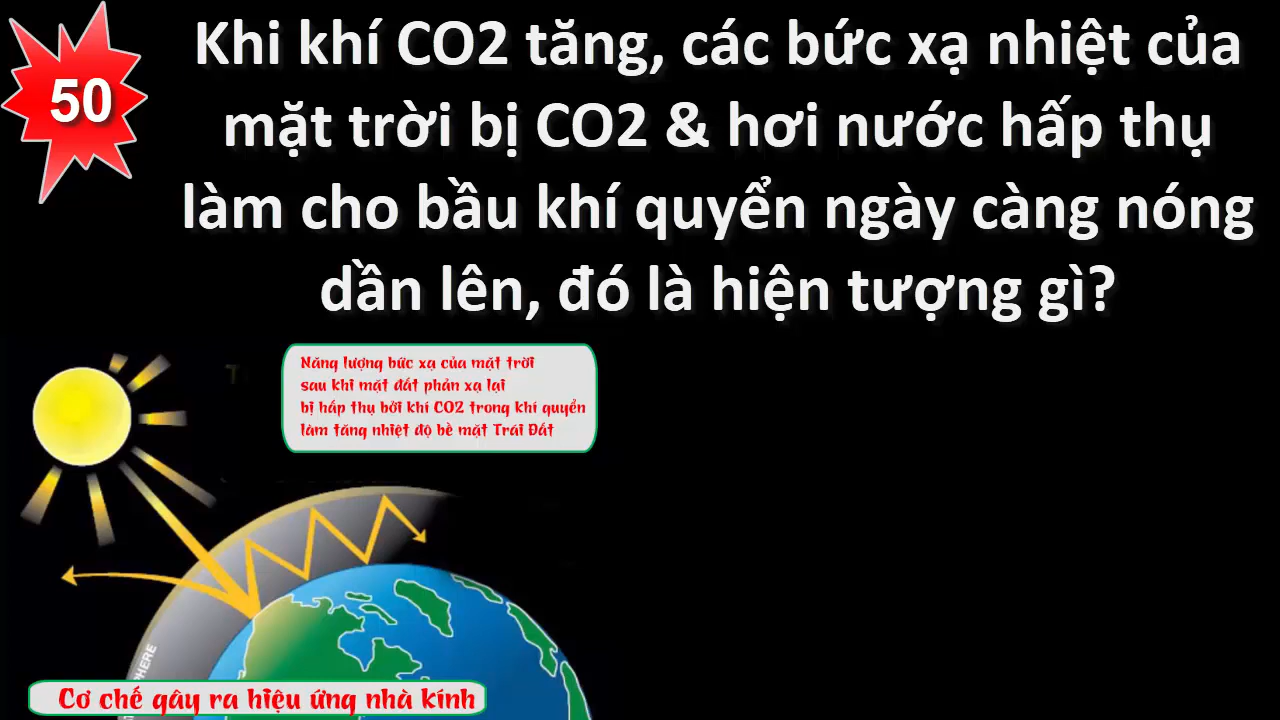 50
Khi khí CO2 tăng, các bức xạ nhiệt của
mặt trời bị CO2 & hơi nước hấp thụ
làm cho bầu khí quyển ngày càng nóng
dần lên, đó là hiện tượng gì?
Năng lượng bức xạ của mặt trời
sau khi mặt đất phản xạ lại
bị hấp thụ bởi khí CO2 trong khí quyển
làm tăng nhiệt độ bề mặt Trái Đất
Cơ chế gây ra hiệu ứng nhà kính